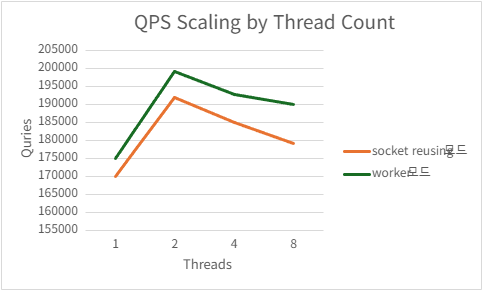 QPS Scaling by Thread Count
205000
200000
195000
190000
185000
180000
175000
170000
165000
160000
155000
Quries
1 2 4 8
Threads
socket reusing모드
worker모드